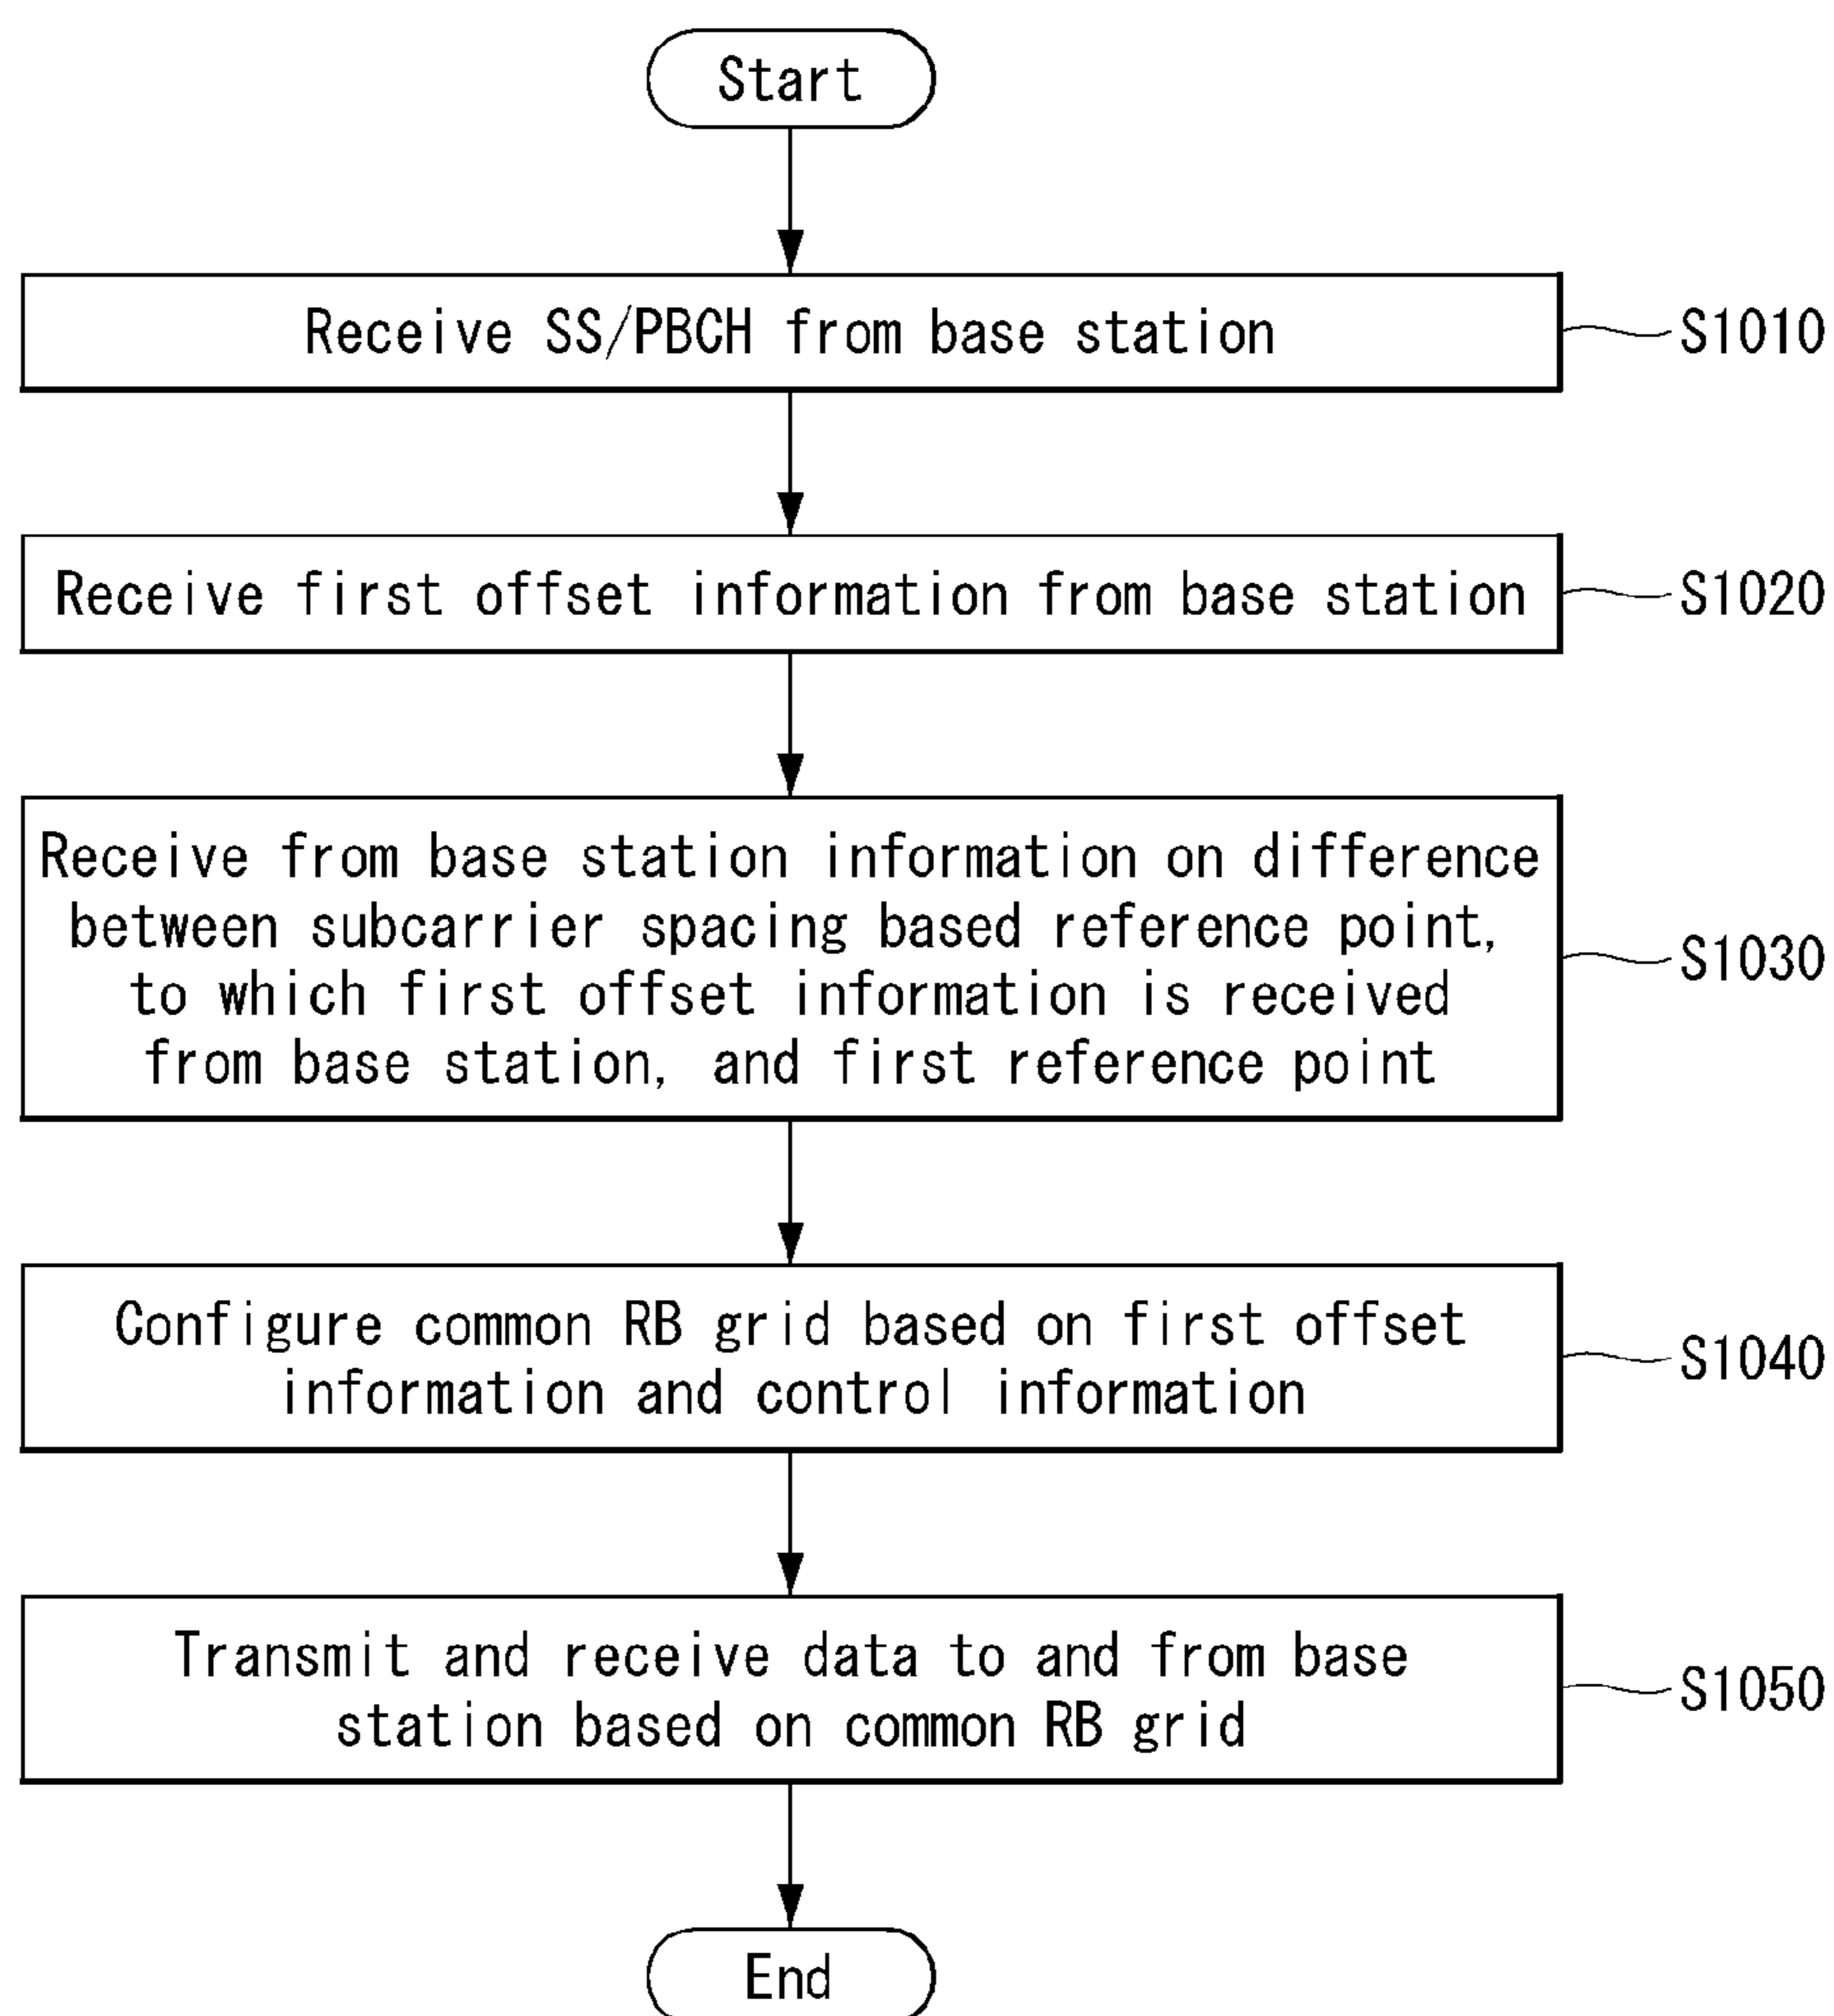 Start
Receive SS/PBCH from base station
S1010
Receive first offset information from base station
S1020
Receive from base station information on difference
between subcarrier spacing based reference point,
to which first offset information is received
from base station, and first reference point
S1030
Configure common RB grid based on first offset
information and control information
S1040
Transmit and receive data to and from base
station based on common RB grid
S1050
End